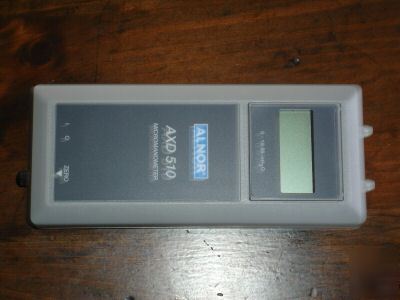 ALNOR
AXD 510
MICROMANOMETER
ZERO